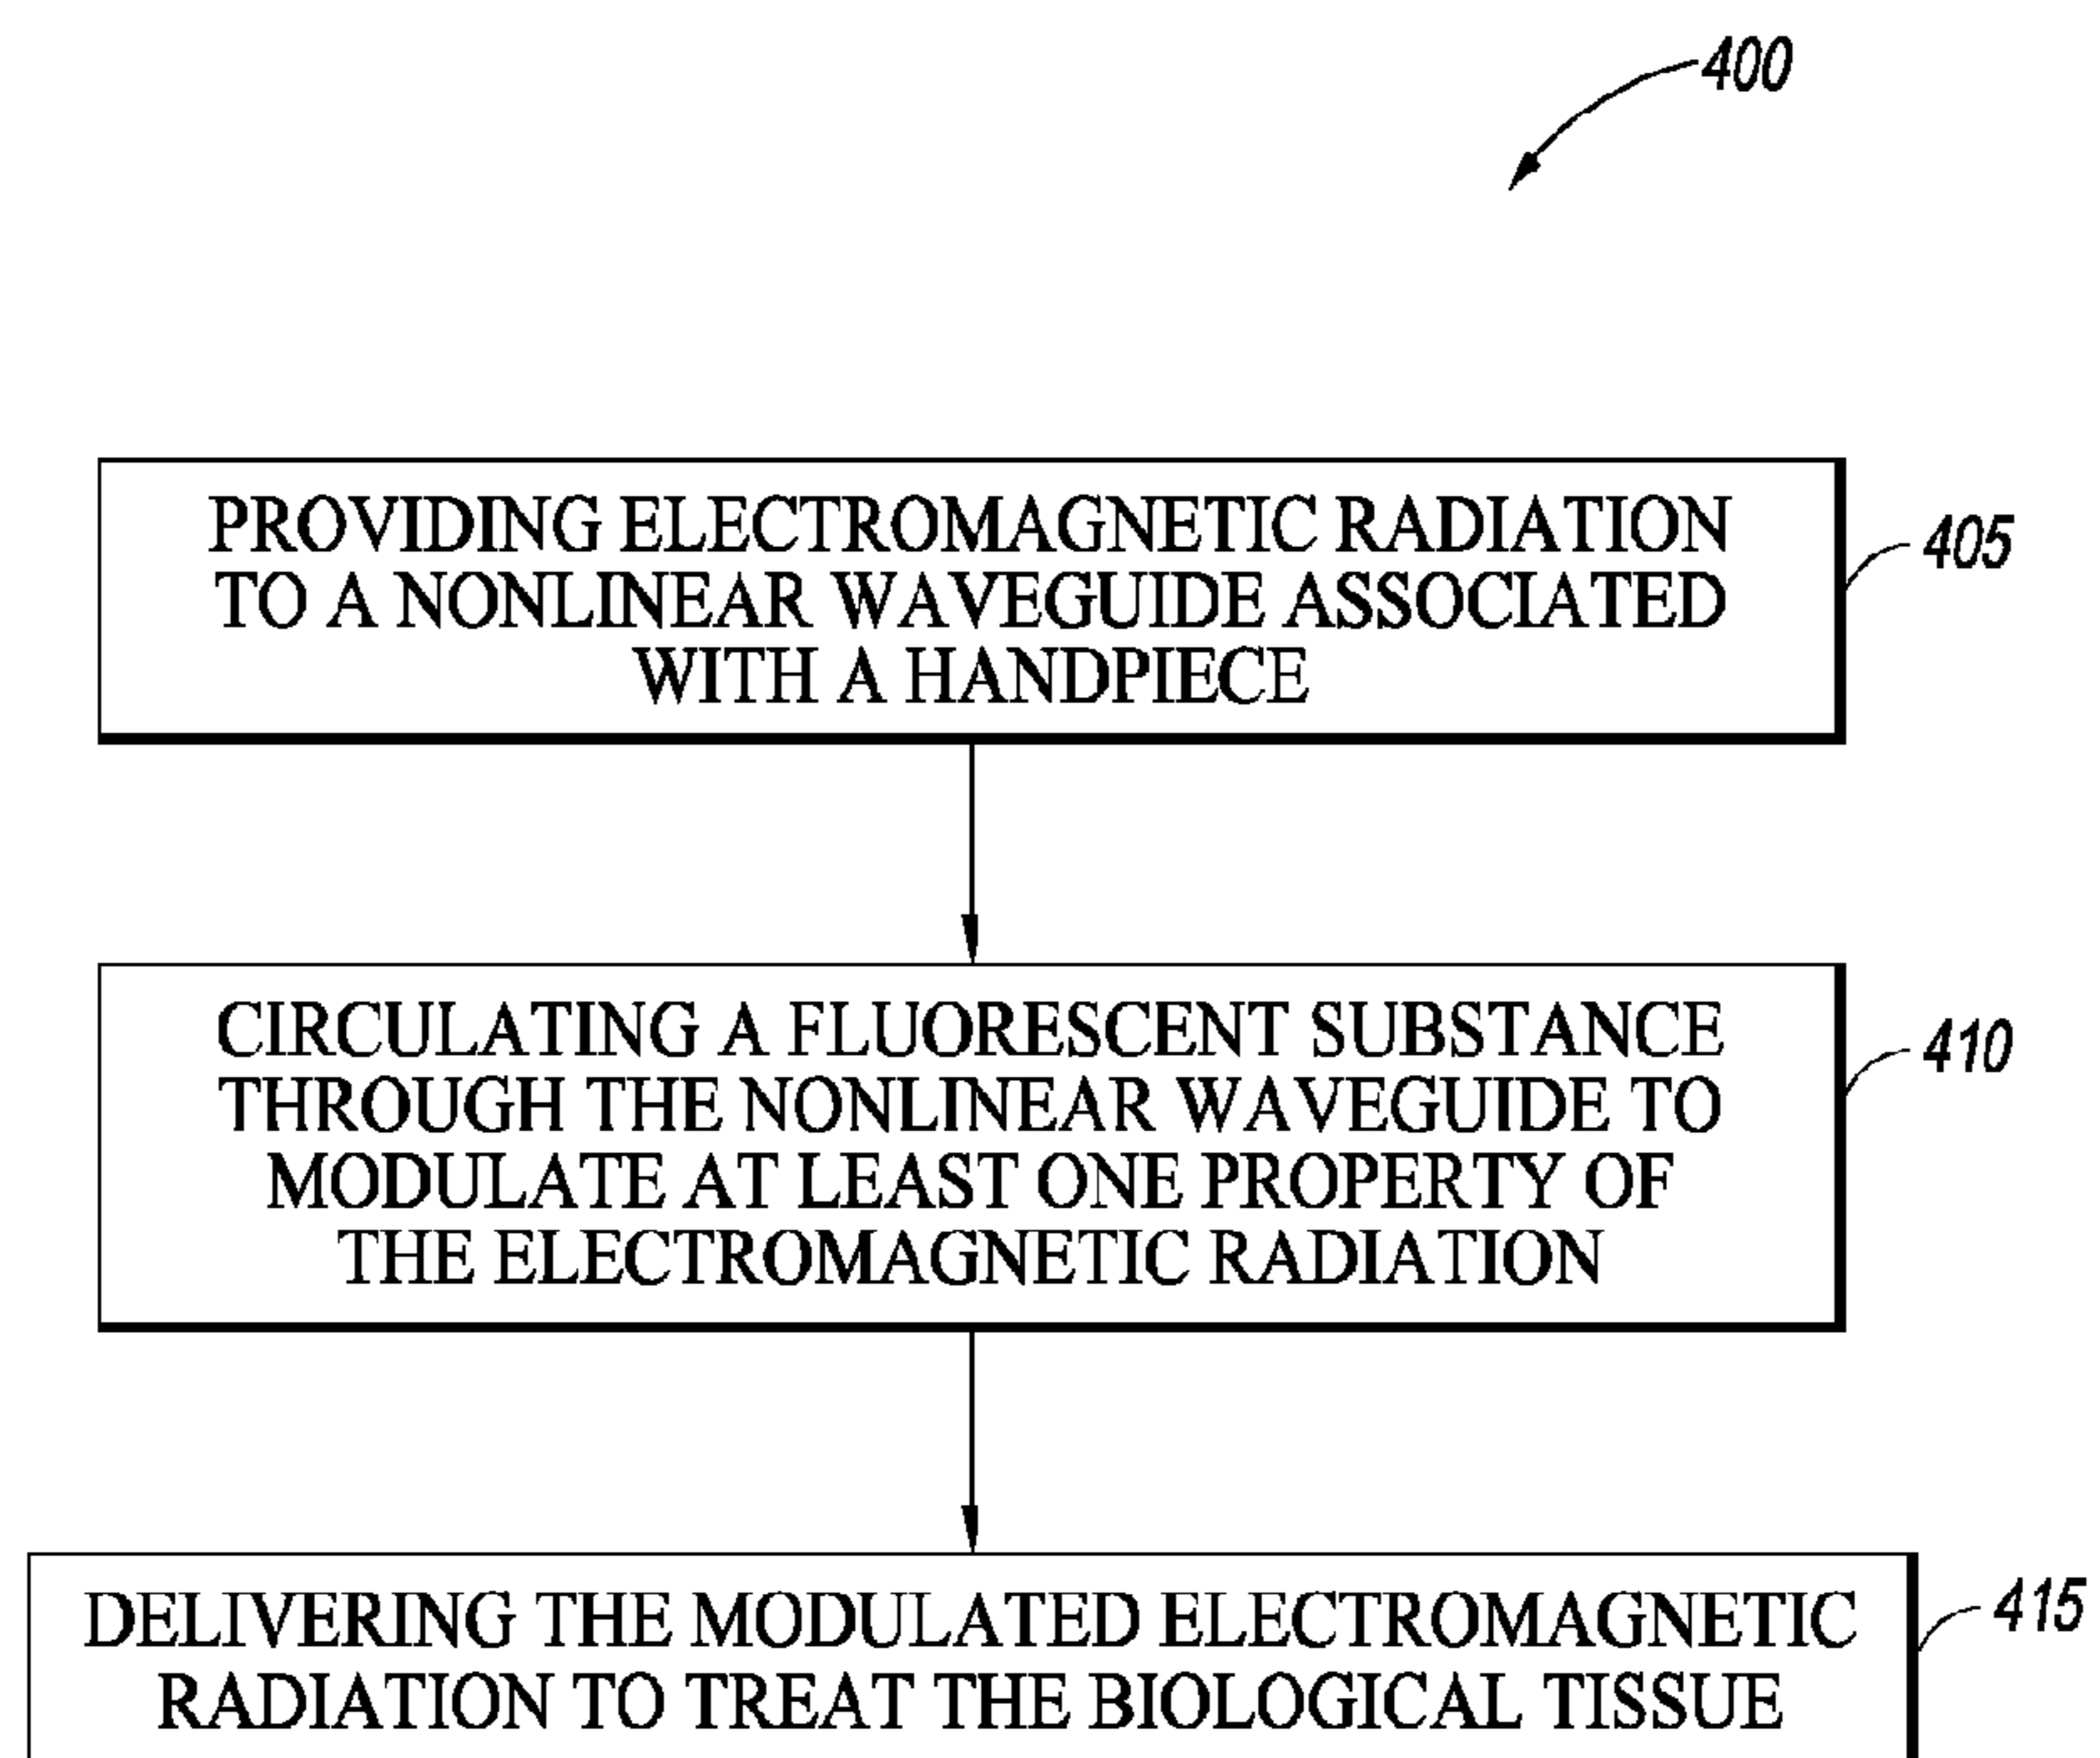 400
PROVIDING ELECTROMAGNETIC RADIATION
TO A NONLINEAR WAVEGUIDE ASSOCIATED
WITH A HANDPIECE
405
CIRCULATING A FLUORESCENT SUBSTANCE
THROUGH THE NONLINEAR WAVEGUIDE TO
MODULATE AT LEAST ONE PROPERTY OF
THE ELECTROMAGNETIC RADIATION
410
DELIVERING THE MODULATED ELECTROMAGNETIC
RADIATION TO TREAT THE BIOLOGICAL TISSUE
415